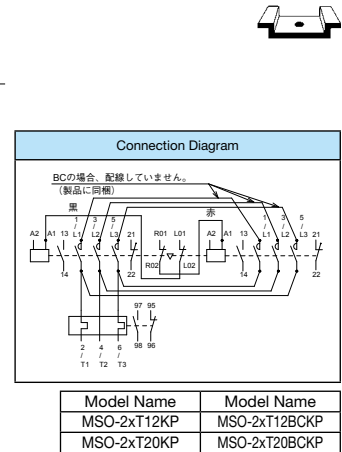 Connection Diagram
BCの場合、配線していません。
(製品に同梱)
黒
赤
1 3 5 1 3 5
/ / / / / /
A2 A1 13 L1 L2 L3 21 R01 L01 A2 A1 13 L1 L2 L3 21
R02 L02
14 22 14 22
97 95
98 96
2 4 6
/ / /
T1 T2 T3
Model Name Model Name
MSO-2xT12KP MSO-2xT12BCKP
MSO-2xT20KP MSO-2xT20BCKP